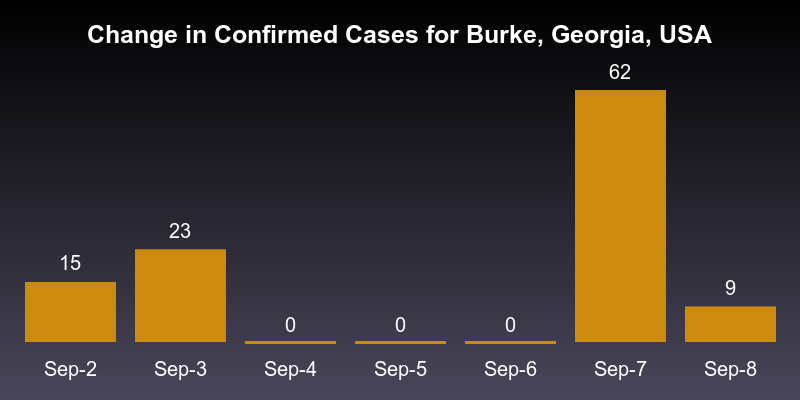 Change in Confirmed Cases for Burke, Georgia, USA
62
23
15
9
0 0 0
Sep-2 Sep-3 Sep-4 Sep-5 Sep-6 Sep-7 Sep-8